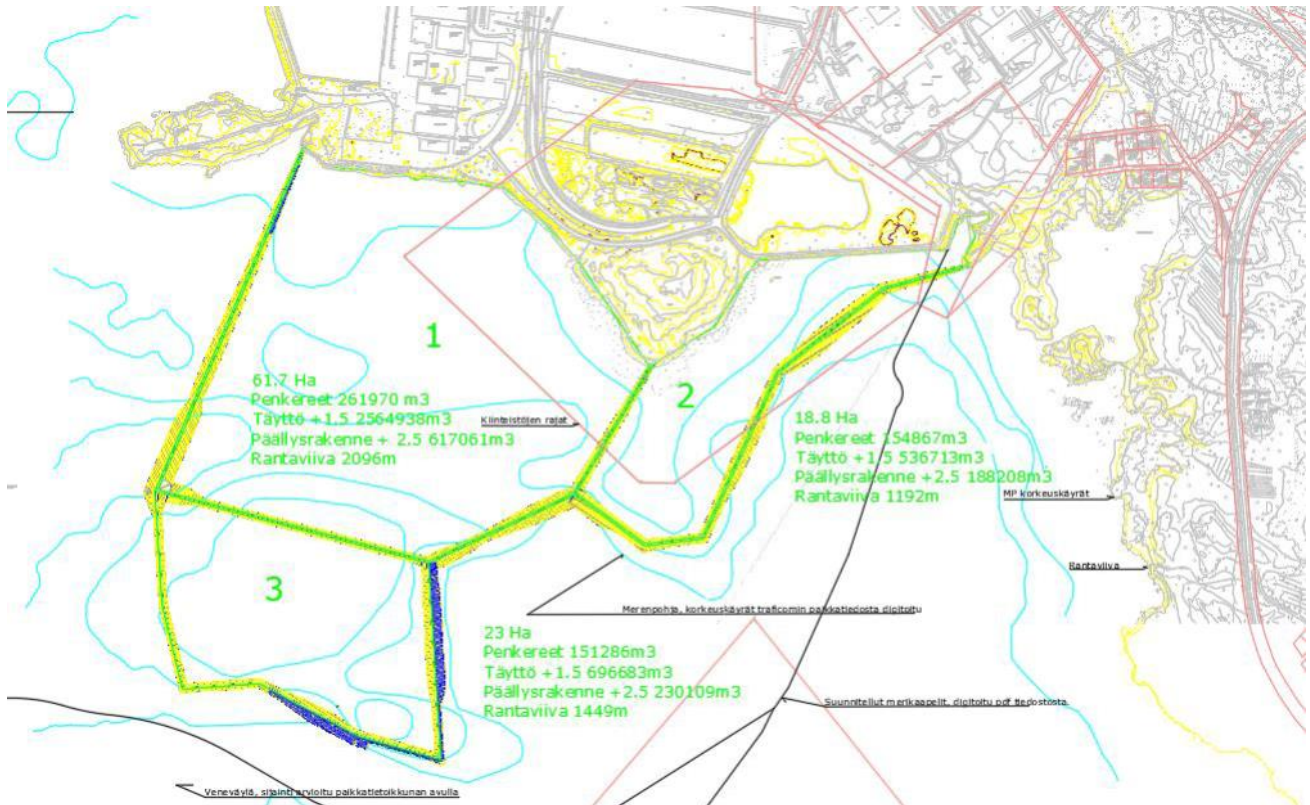 1
61.7 Ha
Penkereet 261970 m3
Täyttö +1.5 2564938m3
Päällysrakenne + 2.5 617061m3
Rantaviiva 2096m
Kiinteistöjen rajat
2
18.8 Ha
Penkereet 154867m3
Täyttö +1.5 536713m3
Päällysrakenne +2.5 188208m3
Rantaviiva 1192m
MP korkeuskäyrät
Rantaviiva
3
Merenpohja, korkeuskäyrät traficomin paikkatiedosta digitoitu
23 Ha
Penkereet 151286m3
Täyttö +1.5 696683m3
Päällysrakenne +2.5 230109m3
Rantaviiva 1449m
Suunnitellut merikaapelit, digitoitu pdf tiedostosta
Veneväylä, sijainti arvioitu paikkatietoikkunan avulla